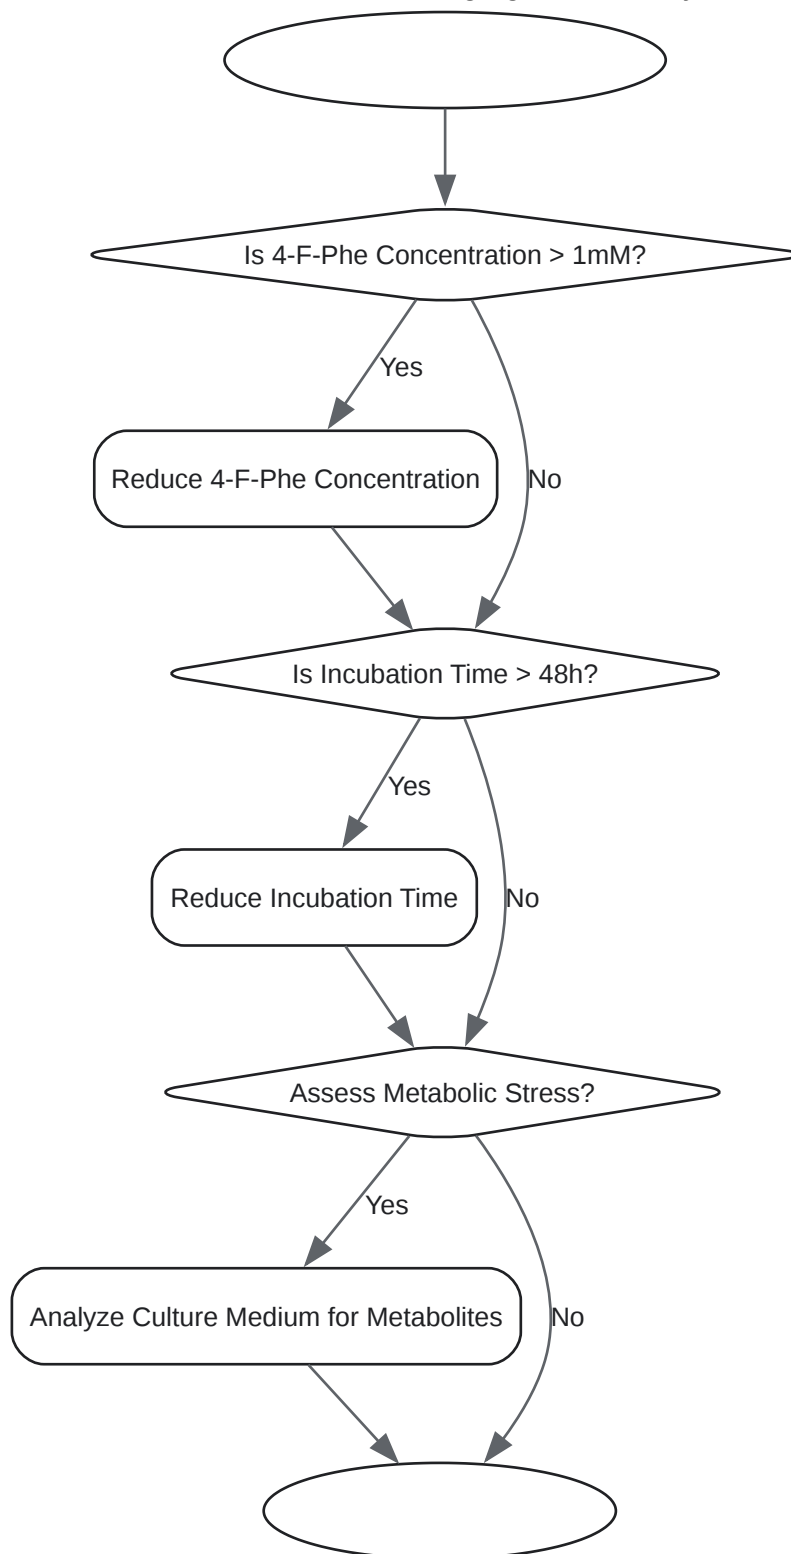 Is 4-F-Phe Concentration > 1mM?
Yes
Reduce 4-F-Phe Concentration
No
Is Incubation Time > 48h?
Yes
Reduce Incubation Time
No
Assess Metabolic Stress?
Yes
Analyze Culture Medium for Metabolites
No